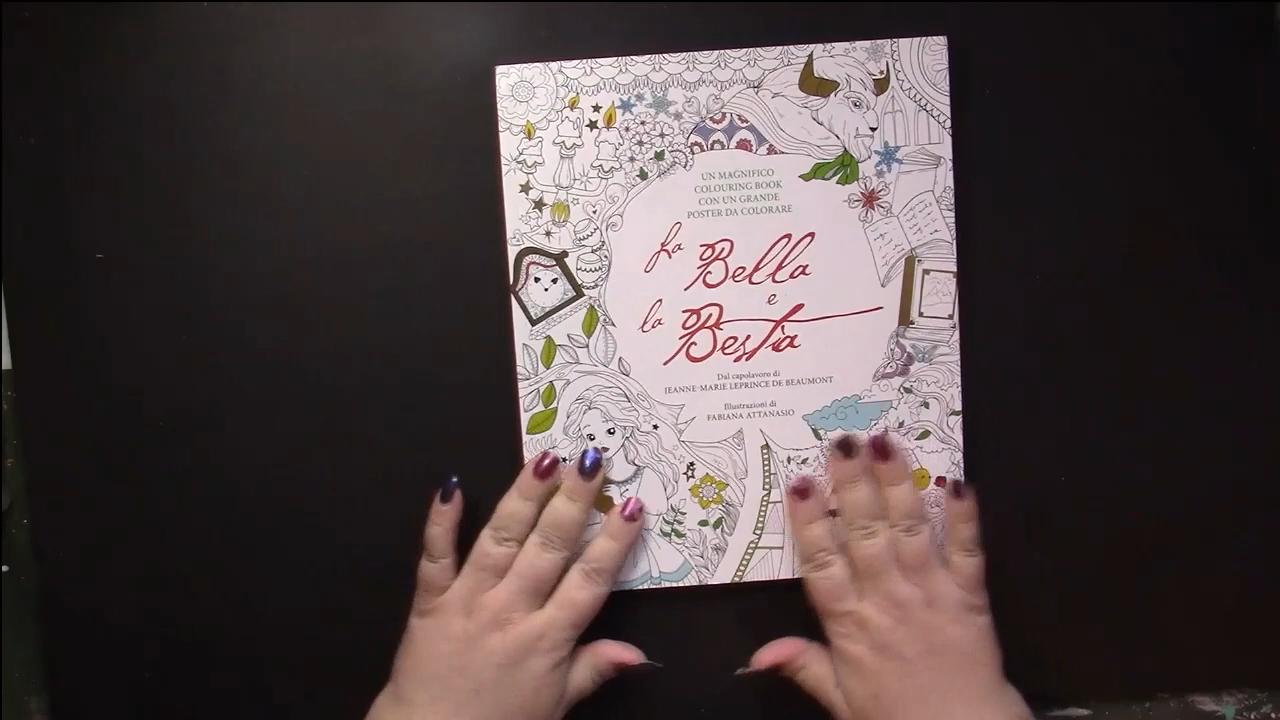 UN MAGNIFICO
COLOURING BOOK
CON UN GRANDE
POSTER DA COLORARE
La Bella
e
la Bestia
Dal capolavoro di
JEANNE-MARIE LEPRINCE DE BEAUMONT
Illustrazioni di
FABIANA ATTANASIO